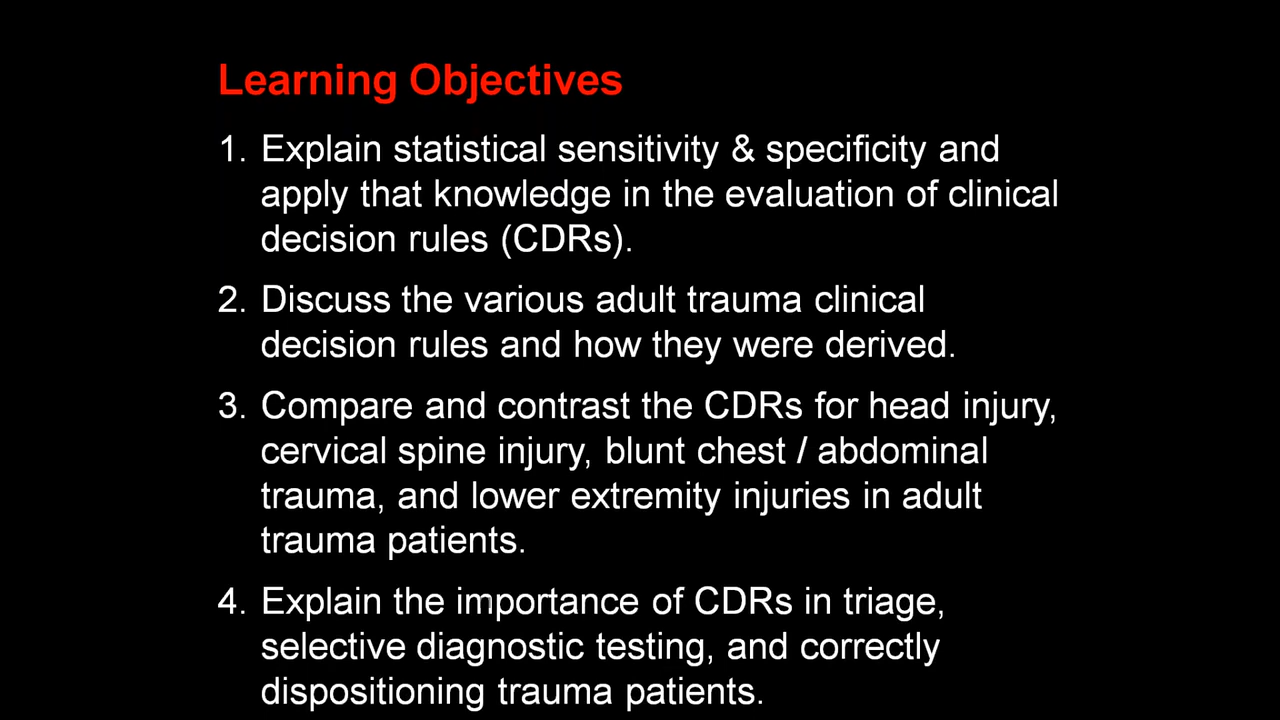 Learning Objectives
1. Explain statistical sensitivity & specificity and
apply that knowledge in the evaluation of clinical
decision rules (CDRs).
2. Discuss the various adult trauma clinical
decision rules and how they were derived.
3. Compare and contrast the CDRs for head injury,
cervical spine injury, blunt chest / abdominal
trauma, and lower extremity injuries in adult
trauma patients.
4. Explain the importance of CDRs in triage,
selective diagnostic testing, and correctly
dispositioning trauma patients.